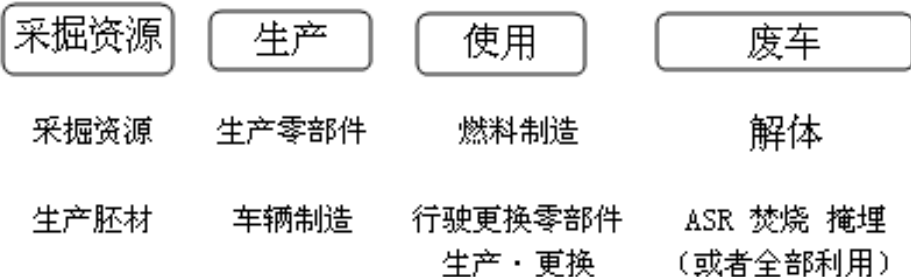 采掘资源 生产 使用 废车
采掘资源 生产零部件 燃料制造 解体
生产胚材 车辆制造 行驶更换零部件 ASR 焚烧 掩埋
生产·更换 （或者全部利用）